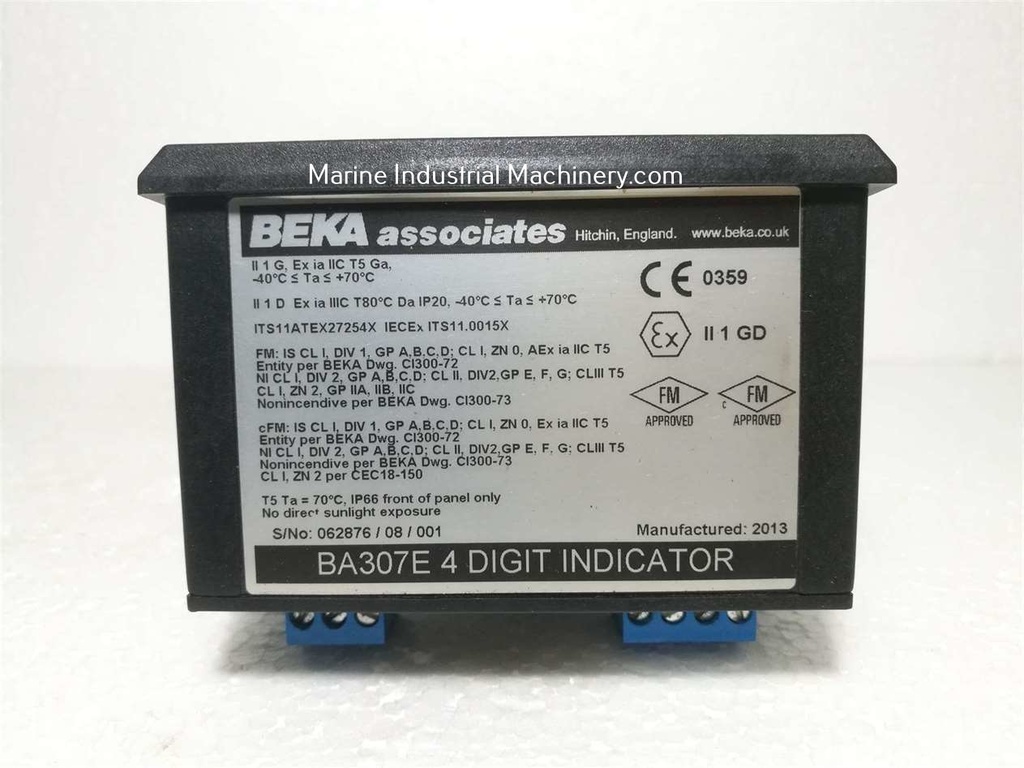 Marine Industrial Machinery.com
BEKA associates Hitchin, England. www.beka.co.uk
II 1 G, Ex ia IIC T5 Ga,
-40°C ≤ Ta ≤ +70°C
II 1 D Ex ia IIIC T80°C Da IP20, -40°C ≤ Ta ≤ +70°C
ITS11ATEX27254X IECEx ITS11.0015X
CE 0359
Ex II 1 GD
FM: IS CL I, DIV 1, GP A,B,C,D; CL I, ZN 0, AEx ia IIC T5
Entity per BEKA Dwg. CI300-72
NI CL I, DIV 2, GP A,B,C,D; CL II, DIV2,GP E, F, G; CLIII T5
CL I, ZN 2, GP IIA, IIB, IIC
Nonincendive per BEKA Dwg. CI300-73
FM APPROVED
c FM APPROVED
cFM: IS CL I, DIV 1, GP A,B,C,D; CL I, ZN 0, Ex ia IIC T5
Entity per BEKA Dwg. CI300-72
NI CL I, DIV 2, GP A,B,C,D; CL II, DIV2,GP E, F, G; CLIII T5
Nonincendive per BEKA Dwg. CI300-73
CL I, ZN 2 per CEC18-150
T5 Ta = 70°C, IP66 front of panel only
No direct sunlight exposure
S/No: 062876 / 08 / 001 Manufactured: 2013
BA307E 4 DIGIT INDICATOR